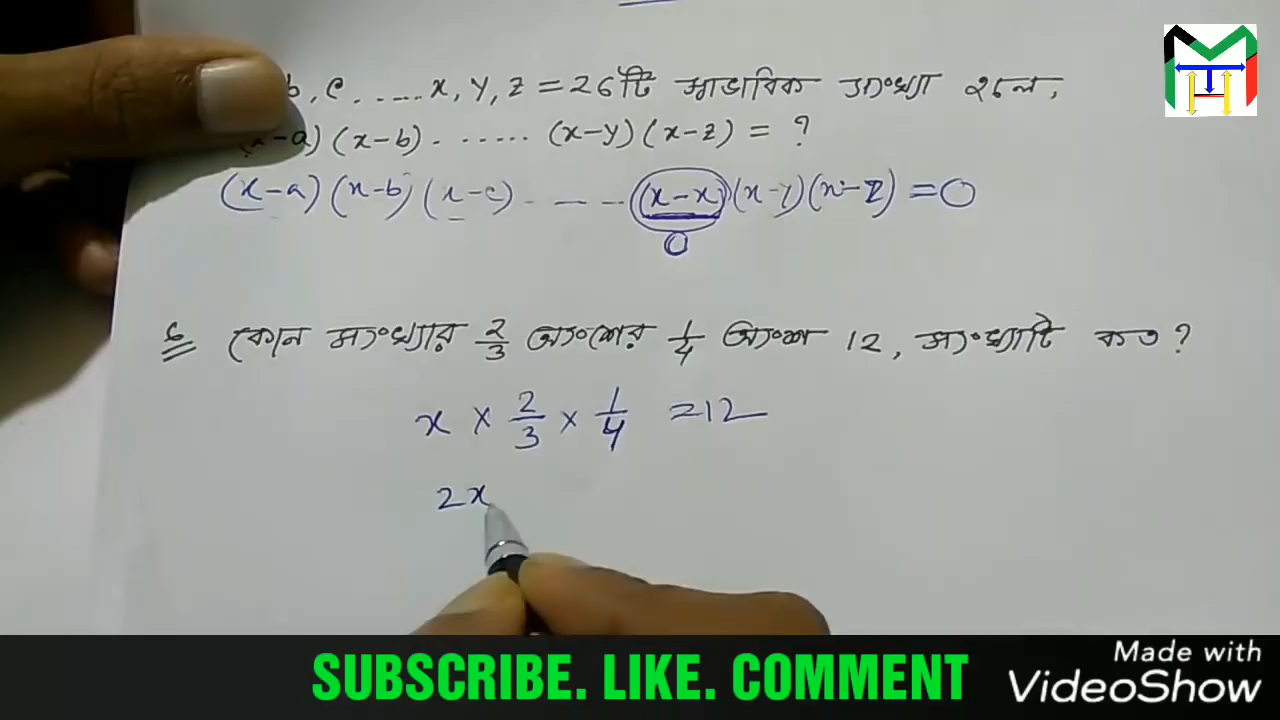 b, c ..... x, y, z = 26টি স্বাভাবিক সংখ্যা হলে,
(x-a) (x-b) ....... (x-y) (x-z) = ?
(x-a) (x-b) (x-c) ---- (x-x) (x-y) (x-z) = 0
0
৬ কোন সংখ্যার 2/3 অংশের 1/4 অংশ 12, সংখ্যাটি কত?
x × 2/3 × 1/4 = 12
2x
SUBSCRIBE. LIKE. COMMENT
Made with
VideoShow